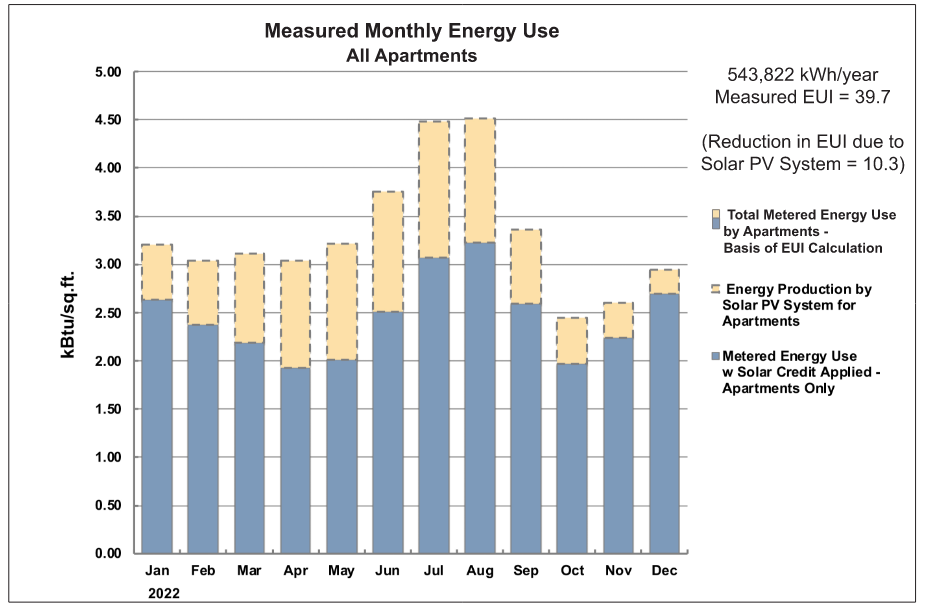 Measured Monthly Energy Use
All Apartments
543,822 kWh/year
Measured EUI = 39.7
(Reduction in EUI due to
Solar PV System = 10.3)
Total Metered Energy Use
by Apartments -
Basis of EUI Calculation
Energy Production by
Solar PV System for
Apartments
Metered Energy Use
w Solar Credit Applied -
Apartments Only
kBtu/sq.ft.
5.00
4.50
4.00
3.50
3.00
2.50
2.00
1.50
1.00
0.50
0.00
Jan Feb Mar Apr May Jun Jul Aug Sep Oct Nov Dec
2022